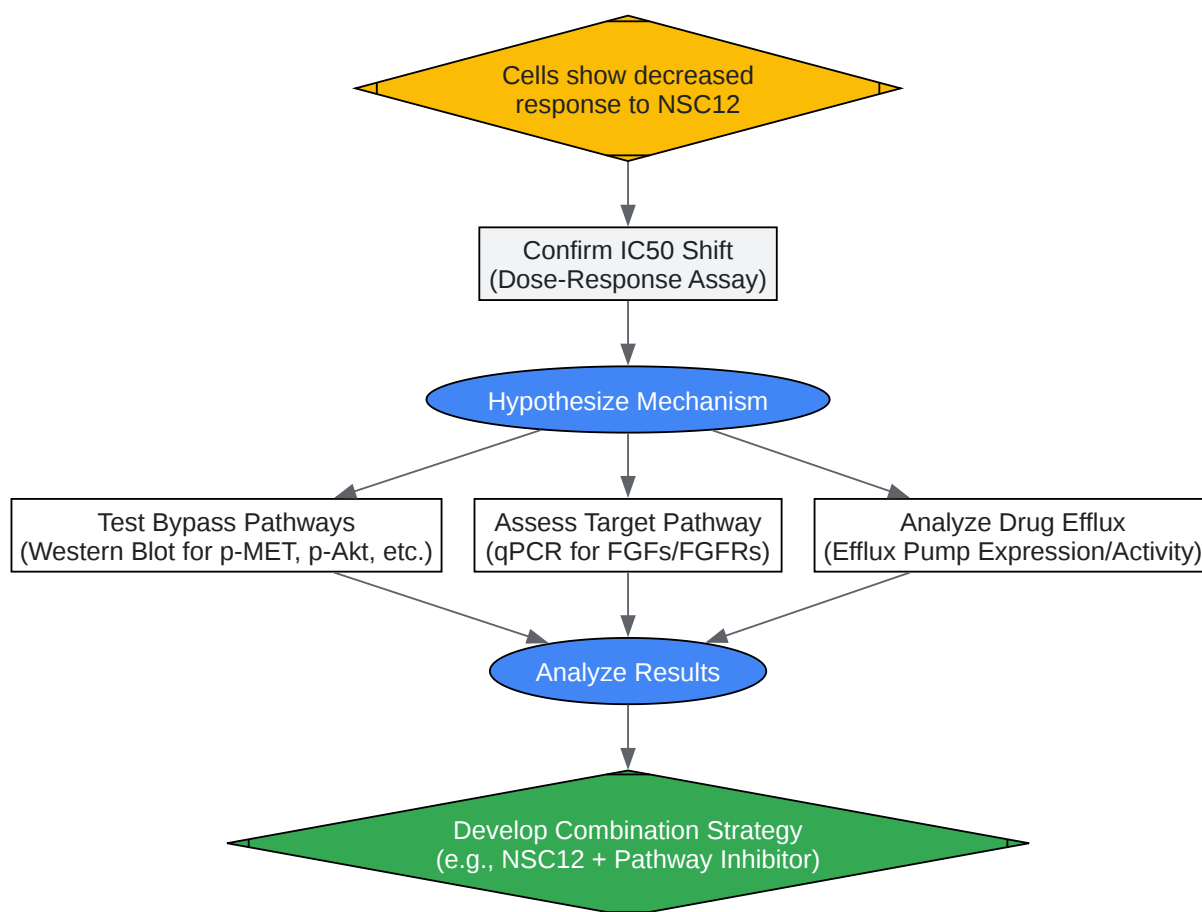 Cells show decreased
response to NSC12
Confirm IC50 Shift
(Dose-Response Assay)
Hypothesize Mechanism
Test Bypass Pathways
(Western Blot for p-MET, p-Akt, etc.)
Assess Target Pathway
(qPCR for FGFs/FGFRs)
Analyze Drug Efflux
(Efflux Pump Expression/Activity)
Analyze Results
Develop Combination Strategy
(e.g., NSC12 + Pathway Inhibitor)